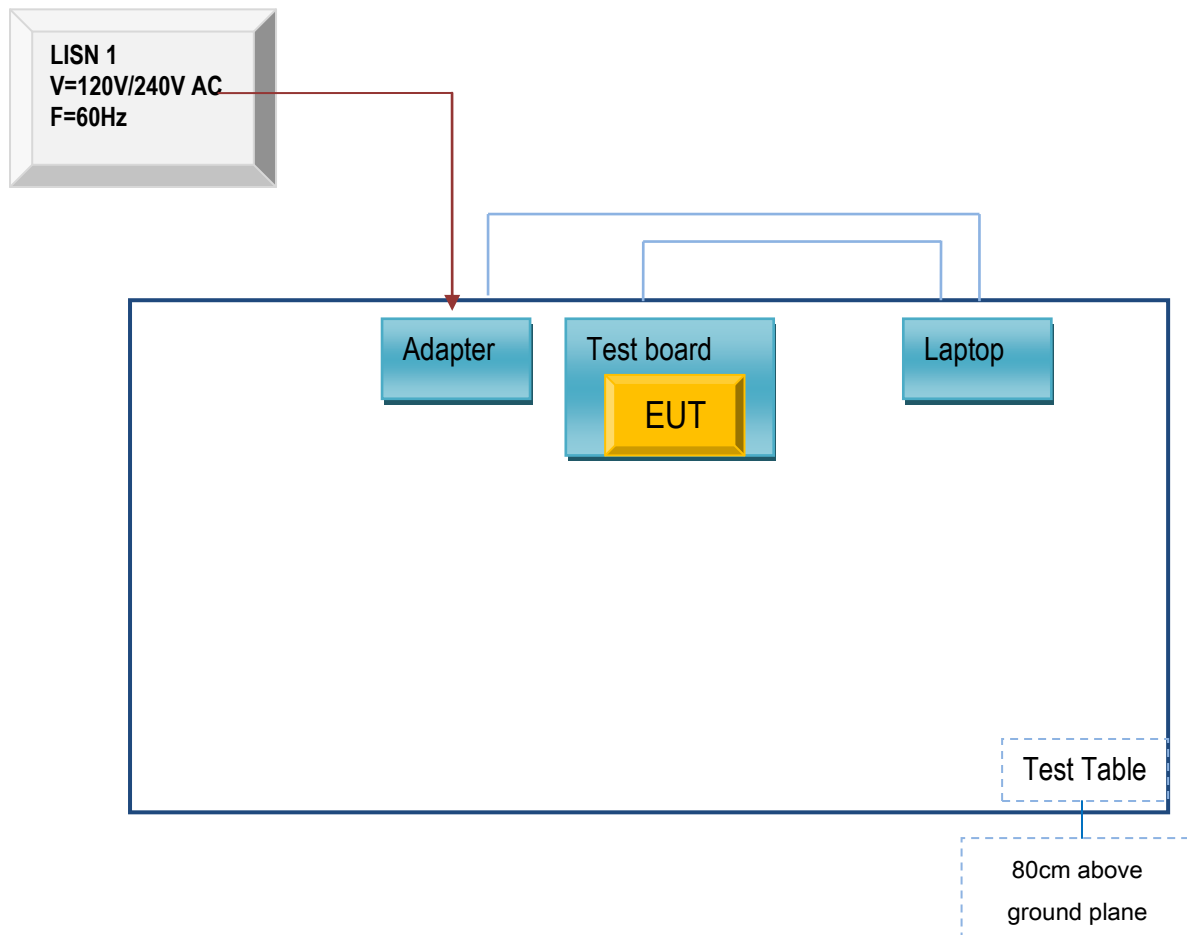 LISN 1
V=120V/240V AC
F=60Hz
Adapter
Test board
Laptop
EUT
Test Table
80cm above
ground plane